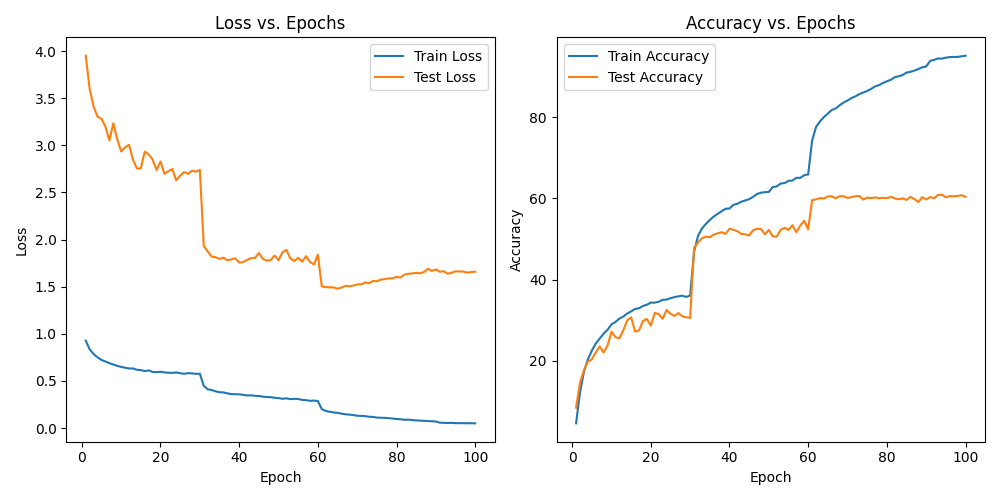 Loss vs. Epochs
4.0
3.5
3.0
2.5
2.0
1.5
1.0
0.5
0.0
Loss
Train Loss
Test Loss
0 20 40 60 80 100
Epoch
Accuracy vs. Epochs
80
60
40
20
Accuracy
Train Accuracy
Test Accuracy
0 20 40 60 80 100
Epoch